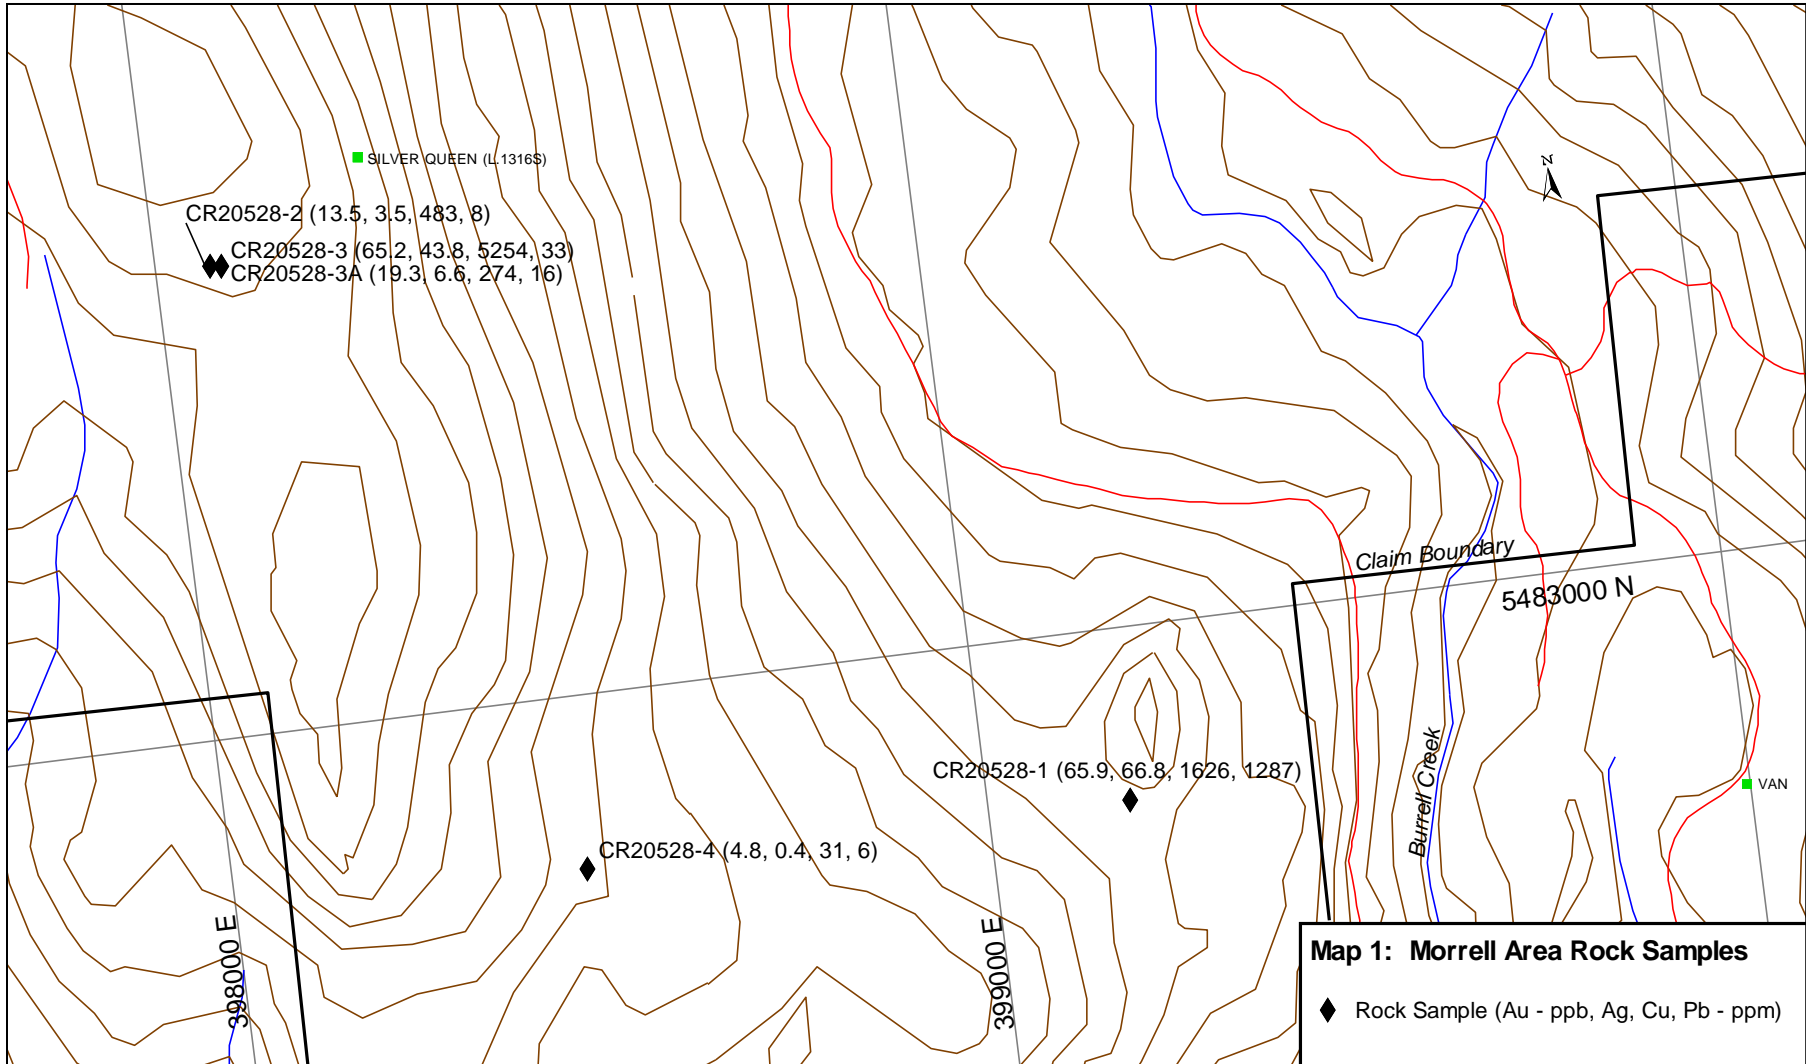 SILVER QUEEN (L.1316S)
N
CR20528-2 (13.5, 3.5, 483, 8)
CR20528-3 (65.2, 43.8, 5254, 33)
CR20528-3A (19.3, 6.6, 274, 16)
Claim Boundary
5483000 N
CR20528-1 (65.9, 66.8, 1626, 1287)
Burrell Creek
VAN
CR20528-4 (4.8, 0.4, 31, 6)
398000 E
399000 E
Map 1: Morrell Area Rock Samples
Rock Sample (Au - ppb, Ag, Cu, Pb - ppm)